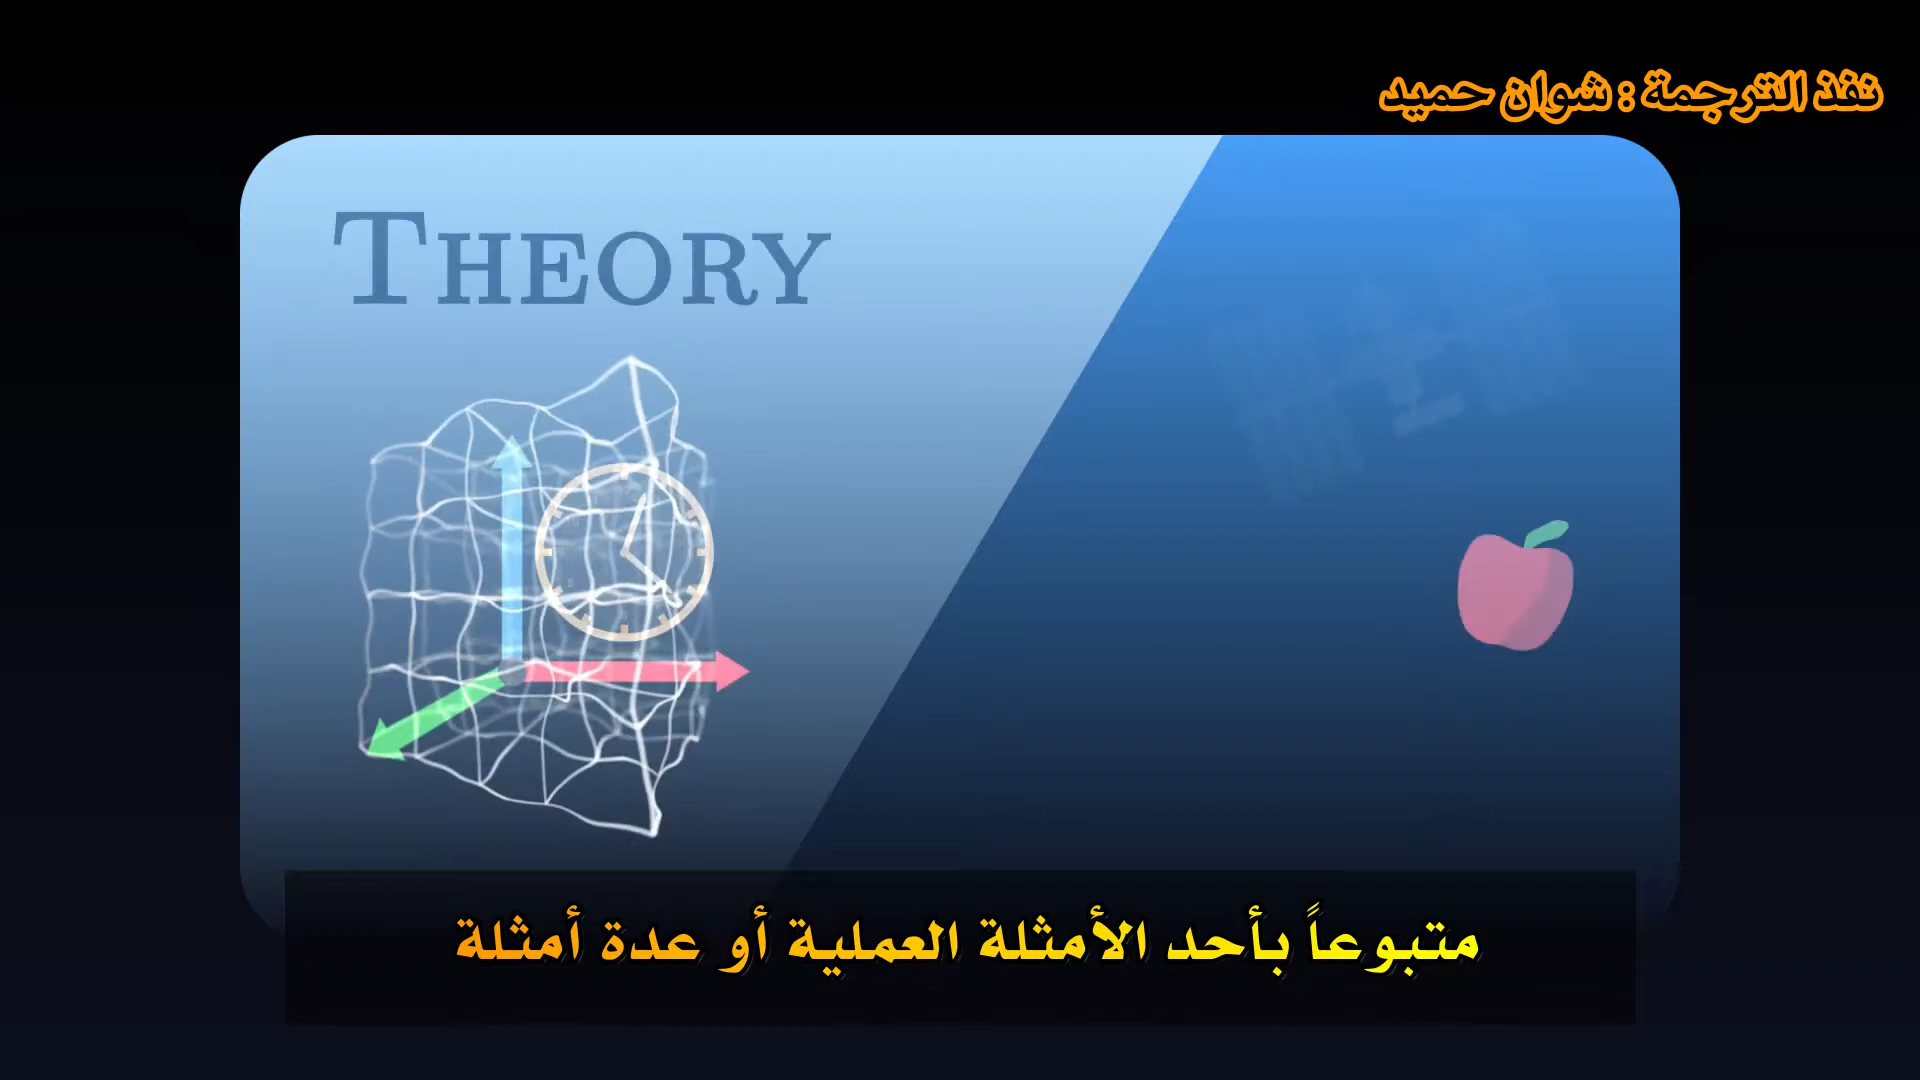 نفذ الترجمة : شوان حميد
THEORY
متبوعاً بأحد الأمثلة العملية أو عدة أمثلة